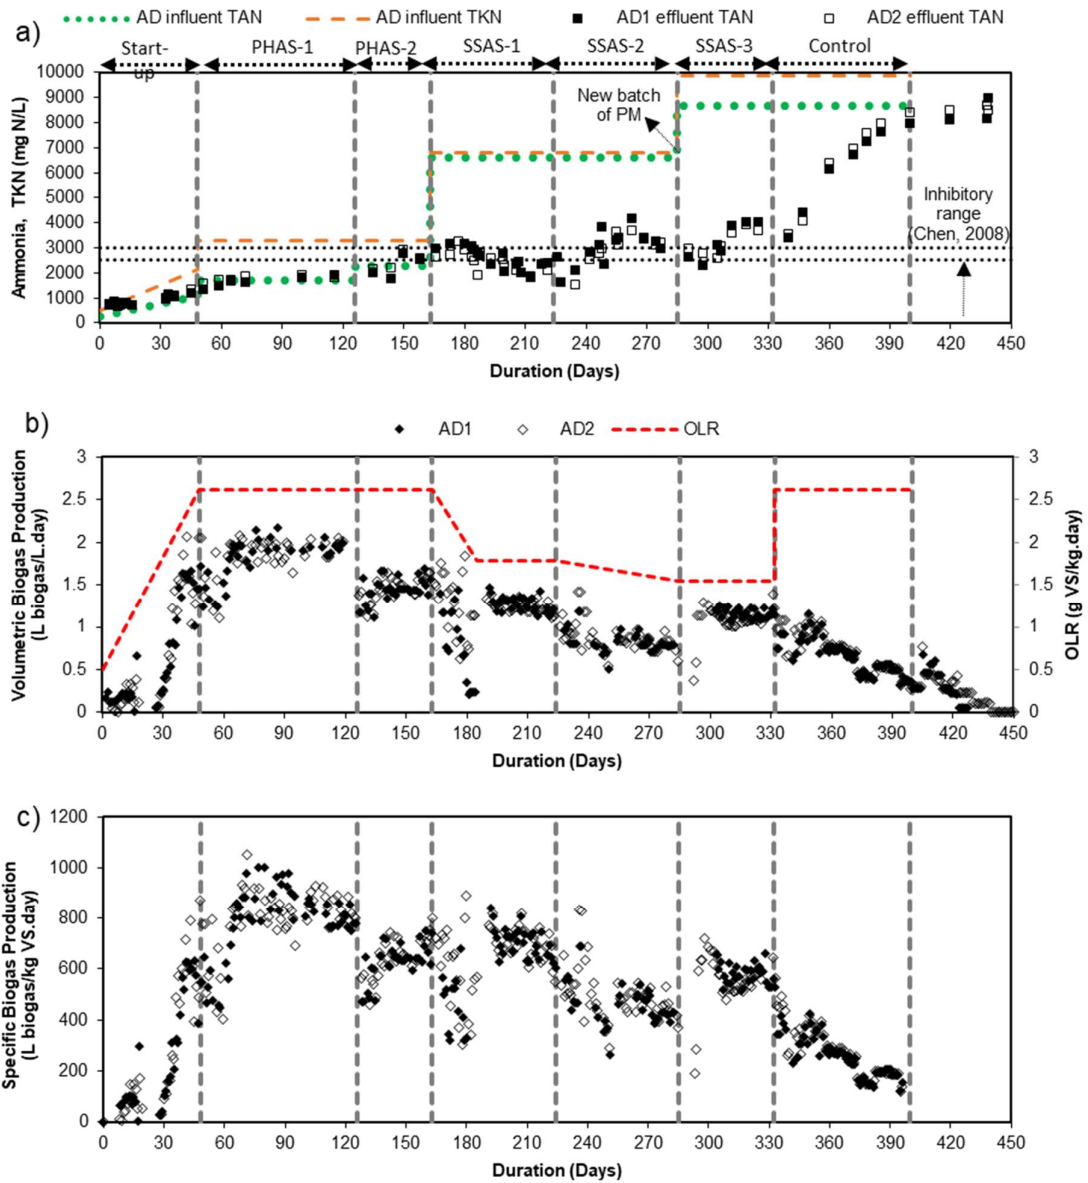 AD influent TAN AD influent TKN AD1 effluent TAN AD2 effluent TAN
a)
Start-up PHAS-1 PHAS-2 SSAS-1 SSAS-2 SSAS-3 Control
Ammonia, TKN (mg N/L)
10000
9000
8000
7000
6000
5000
4000
3000
2000
1000
0
New batch
of PM
Inhibitory
range
(Chen, 2008)
0 30 60 90 120 150 180 210 240 270 300 330 360 390 420 450
Duration (Days)
b)
AD1 AD2 OLR
Volumetric Biogas Production
(L biogas/L.day)
3
2.5
2
1.5
1
0.5
0
3
2.5
2
1.5
1
0.5
0
OLR (g VS/kg.day)
0 30 60 90 120 150 180 210 240 270 300 330 360 390 420 450
Duration (Days)
c)
Specific Biogas Production
(L biogas/kg VS.day)
1200
1000
800
600
400
200
0
0 30 60 90 120 150 180 210 240 270 300 330 360 390 420 450
Duration (Days)